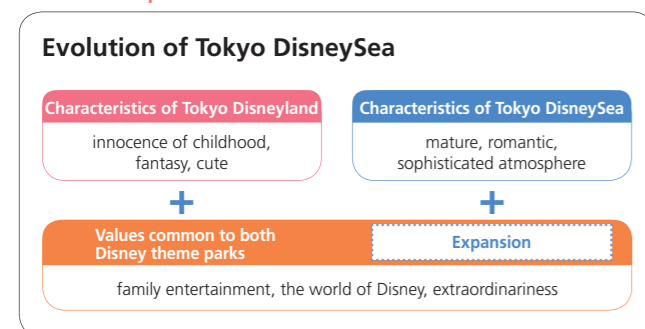 Evolution of Tokyo DisneySea
Characteristics of Tokyo Disneyland
innocence of childhood,
fantasy, cute
Characteristics of Tokyo DisneySea
mature, romantic,
sophisticated atmosphere
+
+
Values common to both
Disney theme parks
Expansion
family entertainment, the world of Disney, extraordinariness